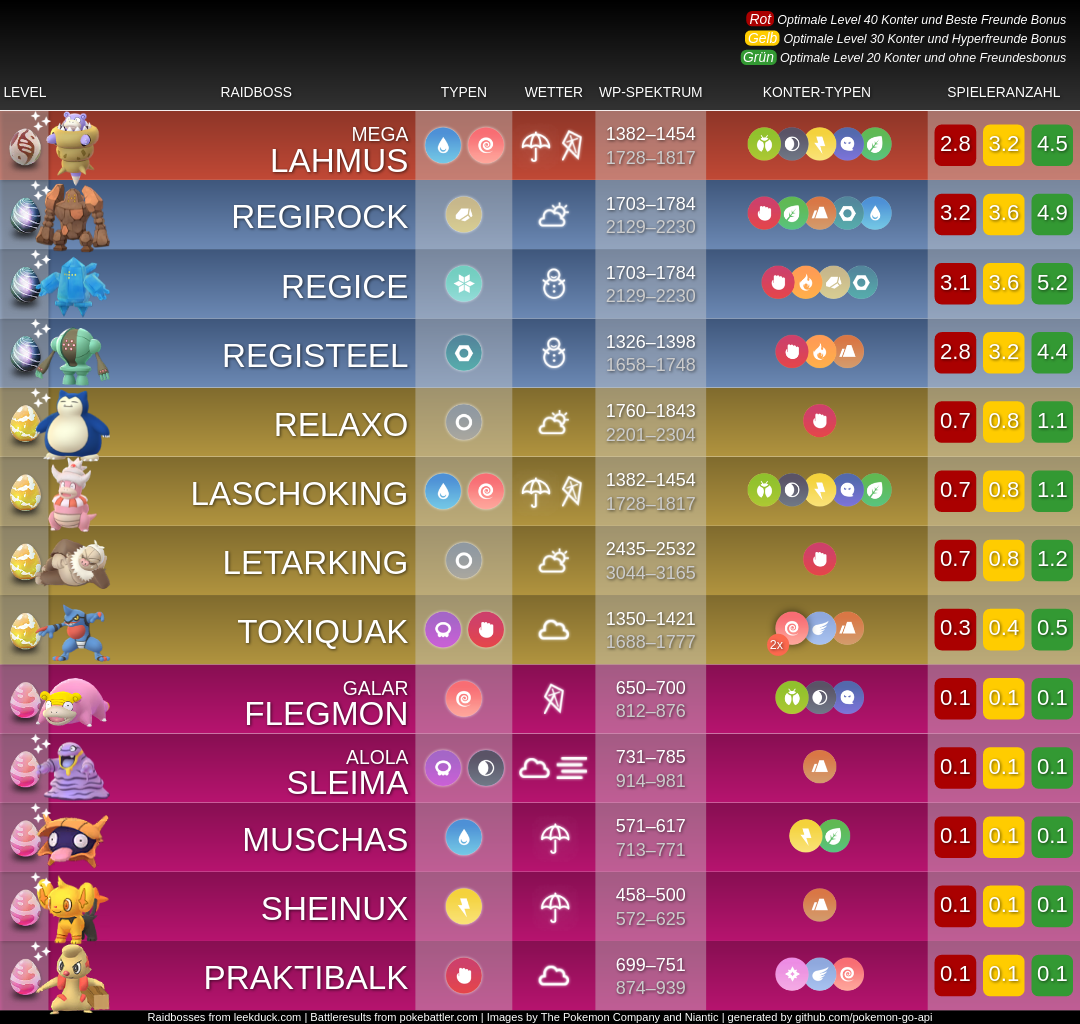 Rot Optimale Level 40 Konter und Beste Freunde Bonus
Gelb Optimale Level 30 Konter und Hyperfreunde Bonus
Grün Optimale Level 20 Konter und ohne Freundesbonus
LEVEL RAIDBOSS TYPEN WETTER WP-SPEKTRUM KONTER-TYPEN SPIELERANZAHL
MEGA
LAHMUS
1382–1454
1728–1817
2.8 3.2 4.5
REGIROCK
1703–1784
2129–2230
3.2 3.6 4.9
REGICE
1703–1784
2129–2230
3.1 3.6 5.2
REGISTEEL
1326–1398
1658–1748
2.8 3.2 4.4
RELAXO
1760–1843
2201–2304
0.7 0.8 1.1
LASCHOKING
1382–1454
1728–1817
0.7 0.8 1.1
LETARKING
2435–2532
3044–3165
0.7 0.8 1.2
TOXIQUAK
1350–1421
1688–1777
2x
0.3 0.4 0.5
GALAR
FLEGMON
650–700
812–876
0.1 0.1 0.1
ALOLA
SLEIMA
731–785
914–981
0.1 0.1 0.1
MUSCHAS
571–617
713–771
0.1 0.1 0.1
SHEINUX
458–500
572–625
0.1 0.1 0.1
PRAKTIBALK
699–751
874–939
0.1 0.1 0.1
Raidbosses from leekduck.com | Battleresults from pokebattler.com | Images by The Pokemon Company and Niantic | generated by github.com/pokemon-go-api